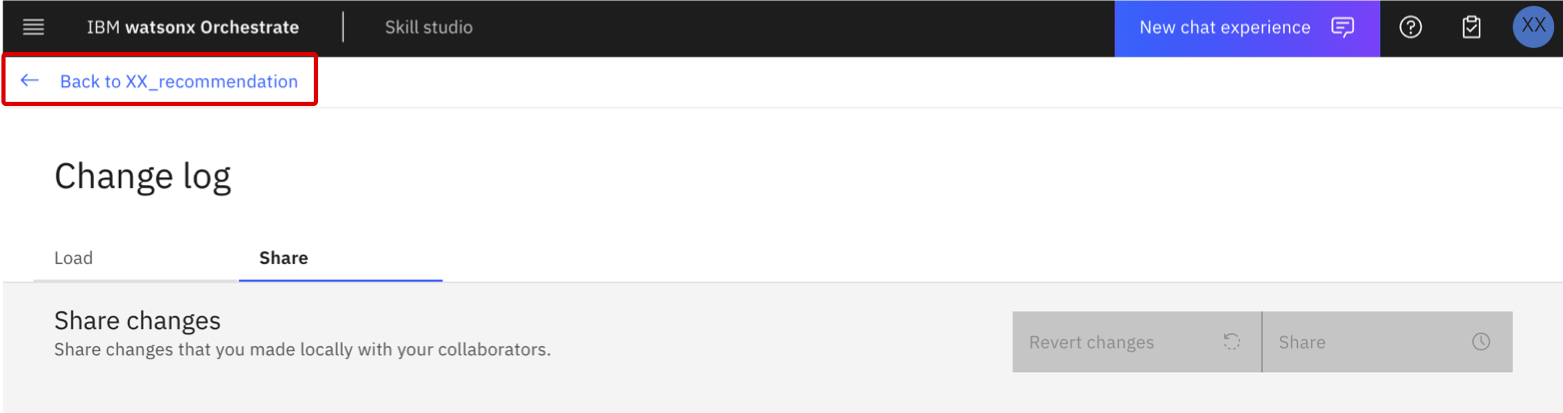 IBM watsonx Orchestrate Skill studio New chat experience XX
Back to XX_recommendation
Change log
Load Share
Share changes
Share changes that you made locally with your collaborators.
Revert changes Share